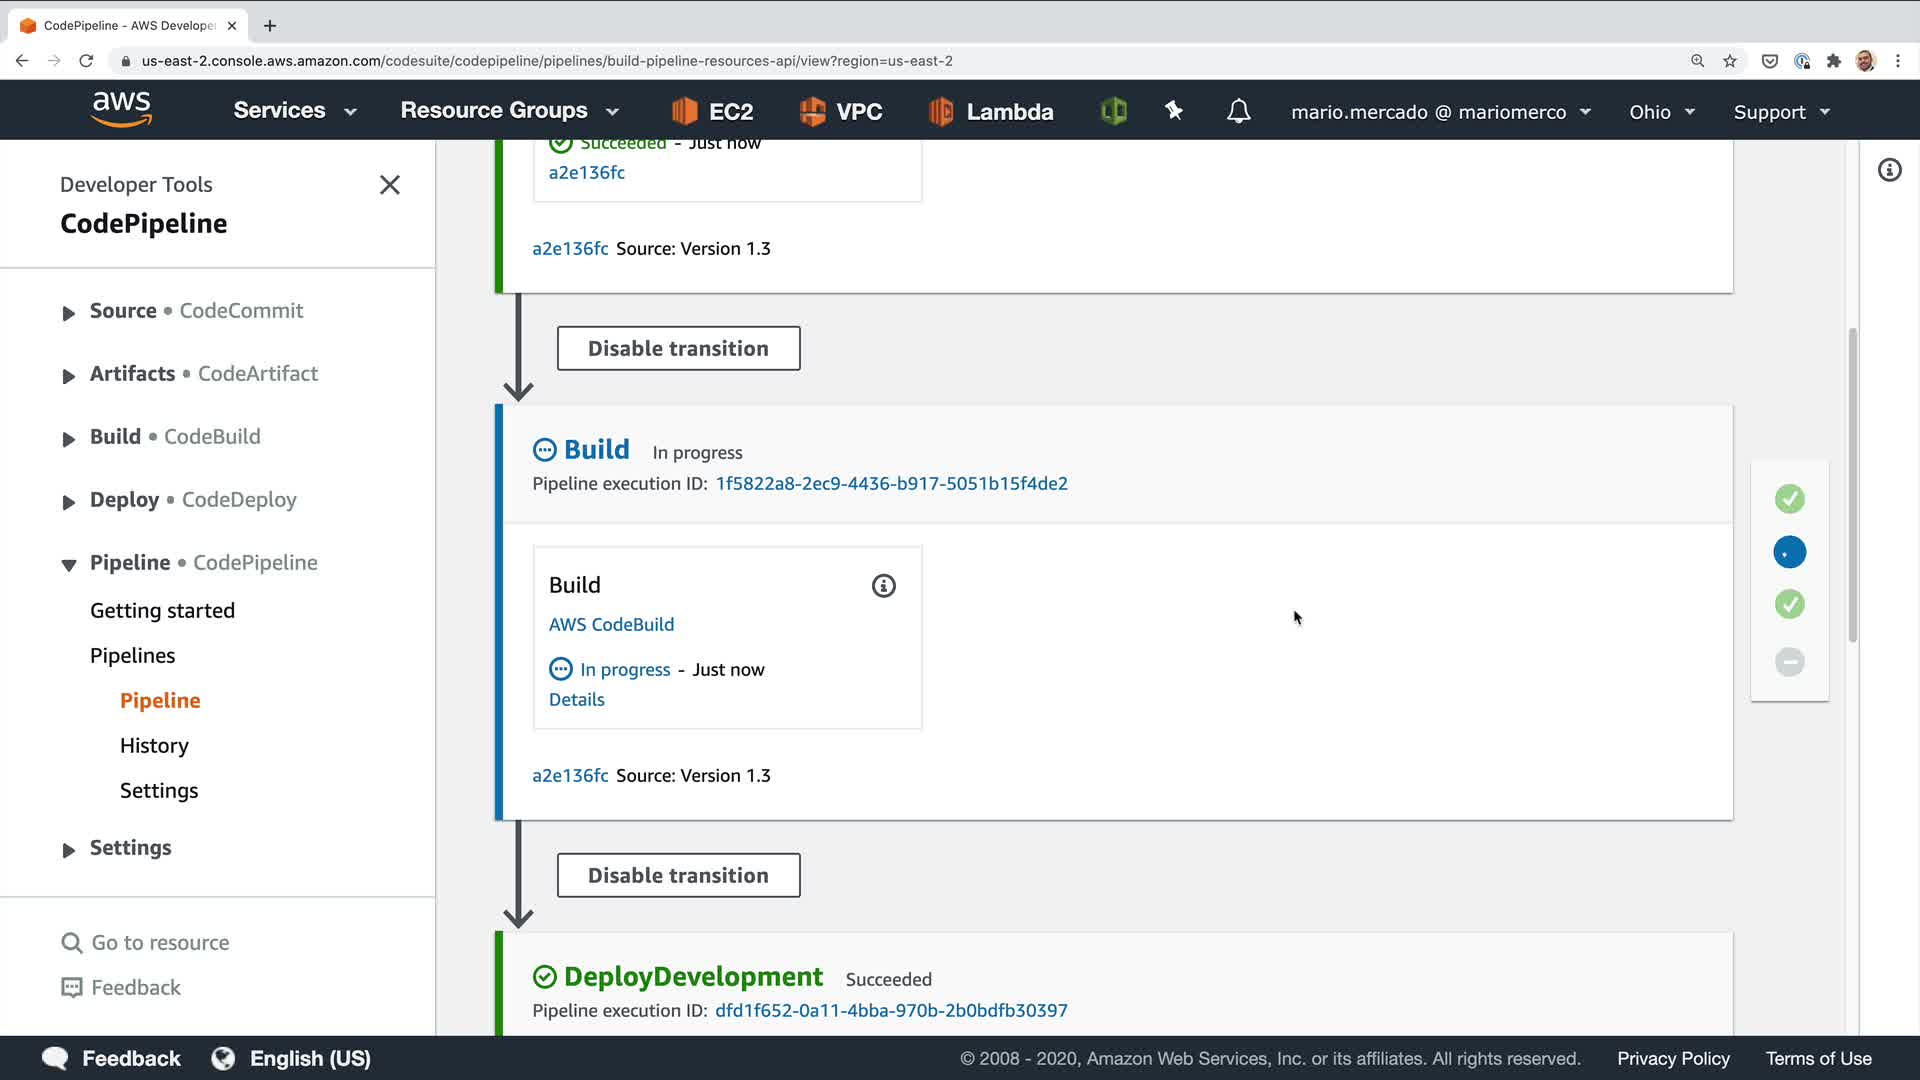 CodePipeline - AWS Develope
us-east-2.console.aws.amazon.com/codesuite/codepipeline/pipelines/build-pipeline-resources-api/view?region=us-east-2
aws
Services
Resource Groups
EC2
VPC
Lambda
mario.mercado @ mariomerco
Ohio
Support
Developer Tools
CodePipeline
Source • CodeCommit
Artifacts • CodeArtifact
Build • CodeBuild
Deploy • CodeDeploy
Pipeline • CodePipeline
Getting started
Pipelines
Pipeline
History
Settings
Settings
Go to resource
Feedback
Succeeded - Just now
a2e136fc
a2e136fc Source: Version 1.3
Disable transition
Build In progress
Pipeline execution ID: 1f5822a8-2ec9-4436-b917-5051b15f4de2
Build
AWS CodeBuild
In progress - Just now
Details
a2e136fc Source: Version 1.3
Disable transition
DeployDevelopment Succeeded
Pipeline execution ID: dfd1f652-0a11-4bba-970b-2b0bdfb30397
Feedback
English (US)
© 2008 - 2020, Amazon Web Services, Inc. or its affiliates. All rights reserved.
Privacy Policy
Terms of Use